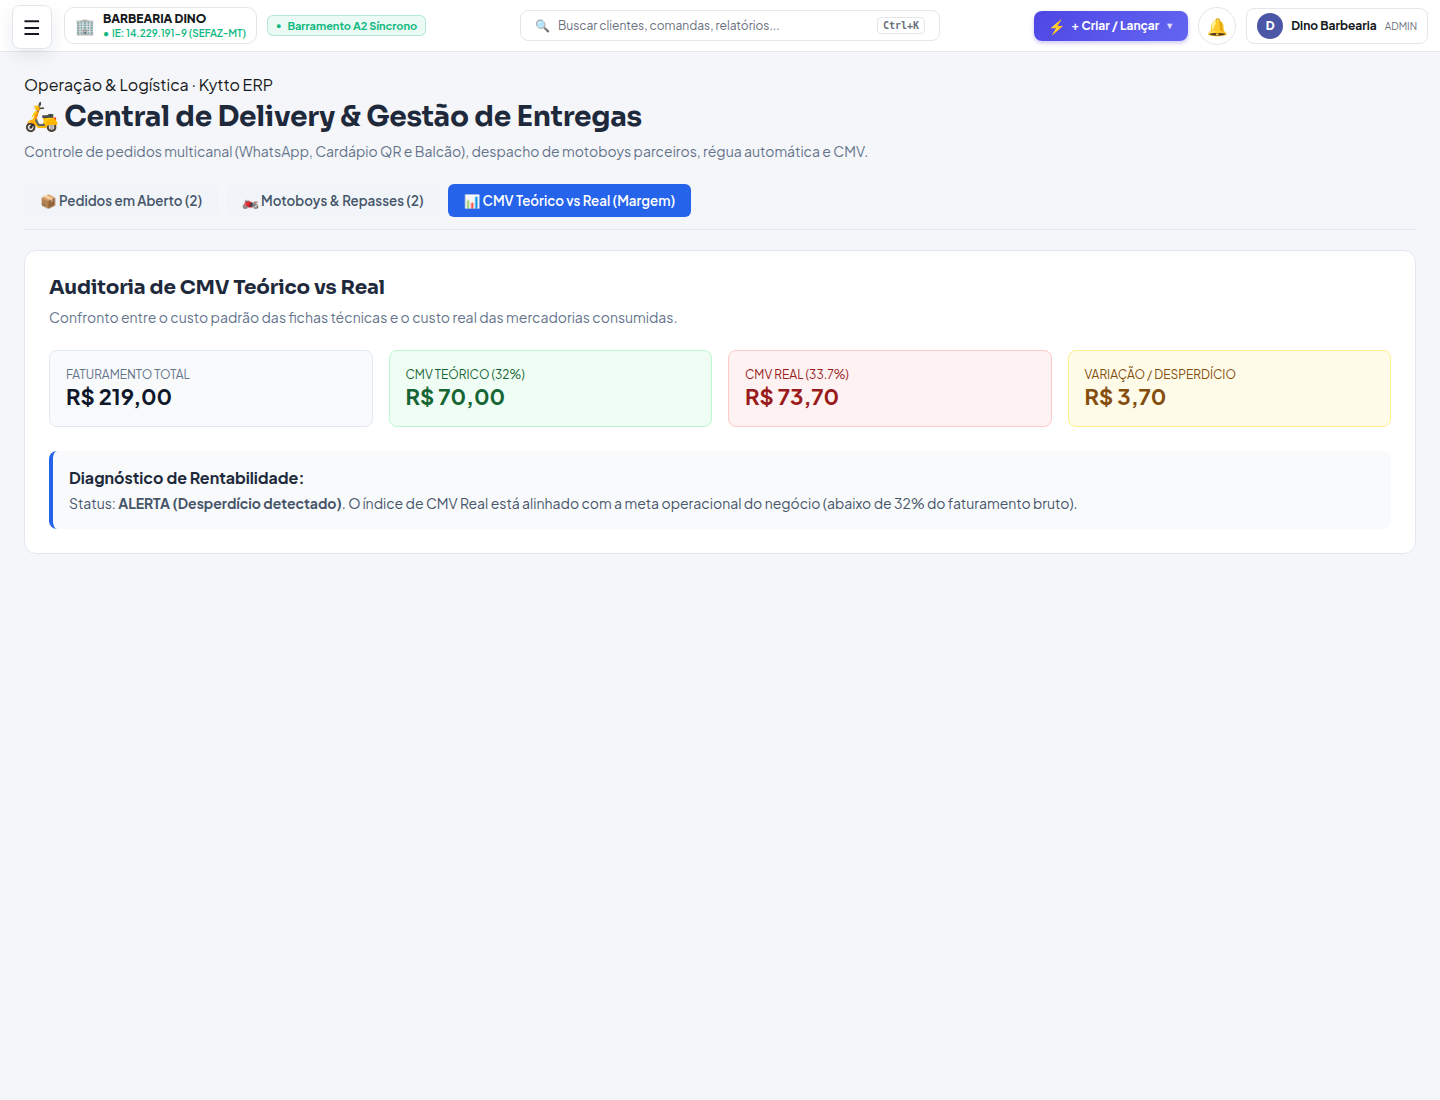 ☰
BARBEARIA DINO
● IE: 14.229.191-9 (SEFAZ-MT)
● Barramento A2 Síncrono
Buscar clientes, comandas, relatórios...
Ctrl+K
⚡ + Criar / Lançar ▼
D
Dino Barbearia ADMIN
Operação & Logística · Kytto ERP
🛵 Central de Delivery & Gestão de Entregas
Controle de pedidos multicanal (WhatsApp, Cardápio QR e Balcão), despacho de motoboys parceiros, régua automática e CMV.
📦 Pedidos em Aberto (2)
🏍️ Motoboys & Repasses (2)
📊 CMV Teórico vs Real (Margem)
Auditoria de CMV Teórico vs Real
Confronto entre o custo padrão das fichas técnicas e o custo real das mercadorias consumidas.
FATURAMENTO TOTAL
R$ 219,00
CMV TEÓRICO (32%)
R$ 70,00
CMV REAL (33.7%)
R$ 73,70
VARIAÇÃO / DESPERDÍCIO
R$ 3,70
Diagnóstico de Rentabilidade:
Status: ALERTA (Desperdício detectado). O índice de CMV Real está alinhado com a meta operacional do negócio (abaixo de 32% do faturamento bruto).